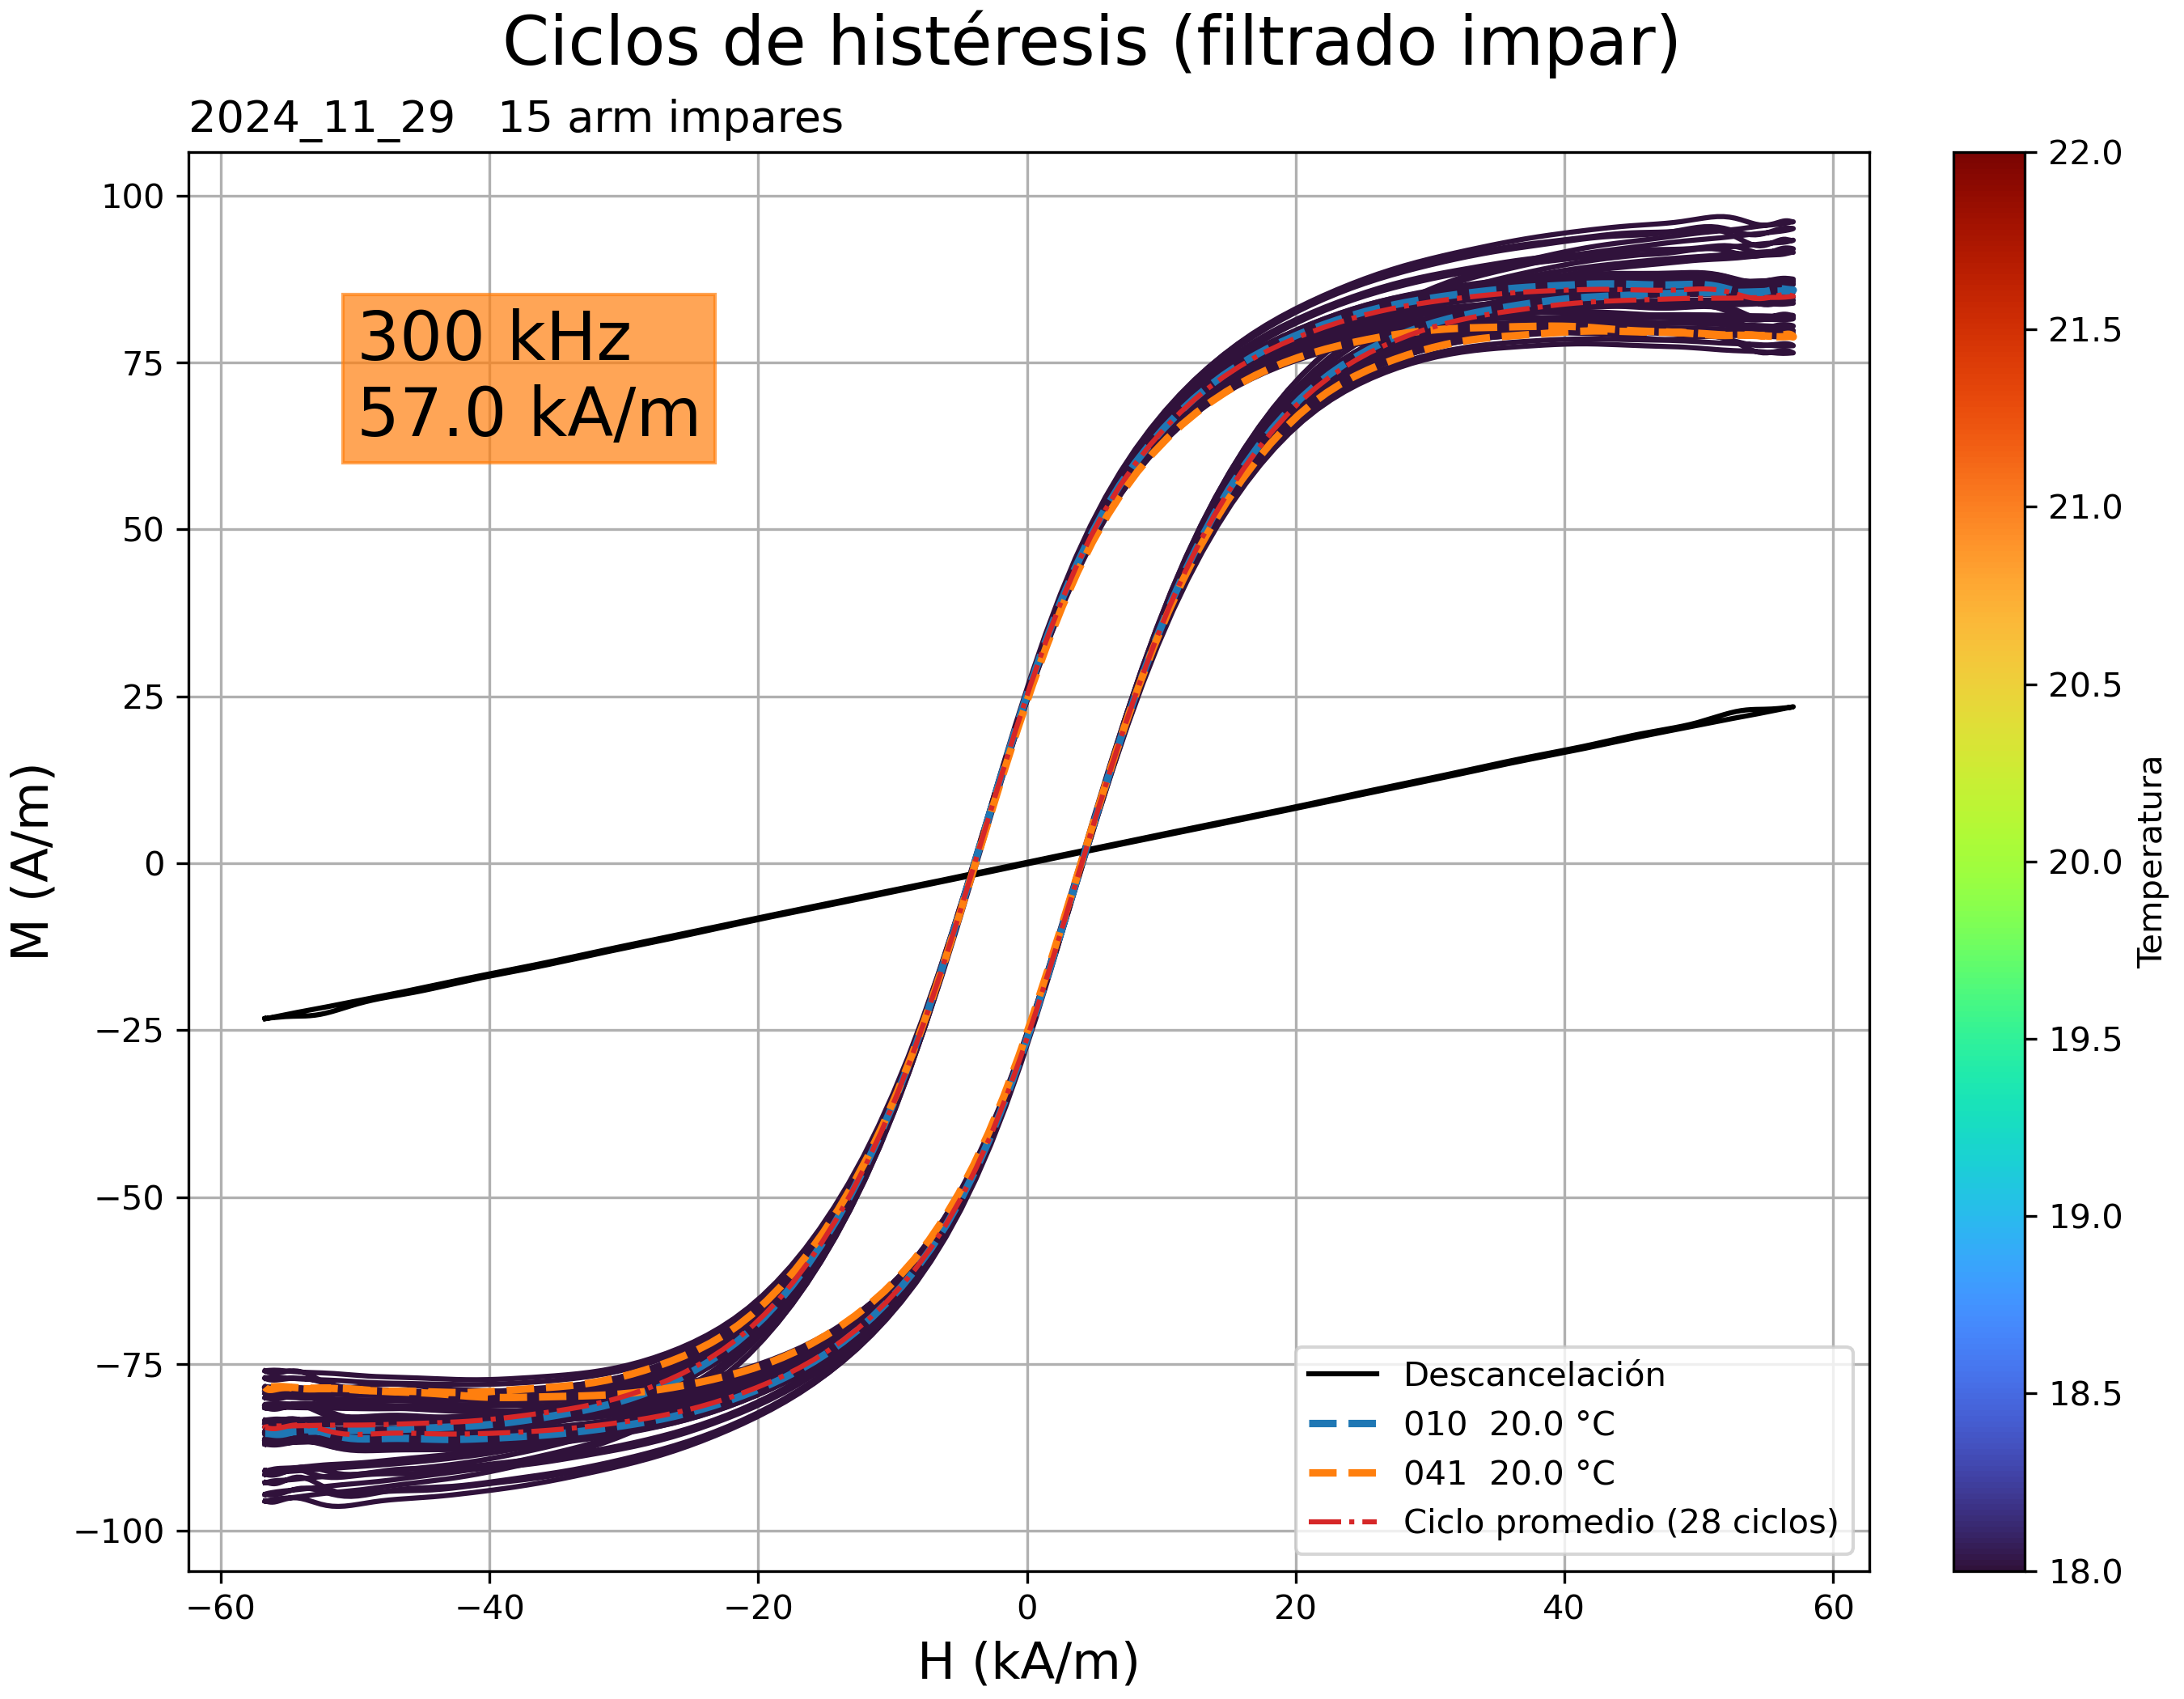 Ciclos de histéresis (filtrado impar)
2024_11_29   15 arm impares
300 kHz
57.0 kA/m
M (A/m)
100
75
50
25
0
−25
−50
−75
−100
−60
−40
−20
0
20
40
60
H (kA/m)
Descancelación
010  20.0 °C
041  20.0 °C
Ciclo promedio (28 ciclos)
22.0
21.5
21.0
20.5
20.0
19.5
19.0
18.5
18.0
Temperatura